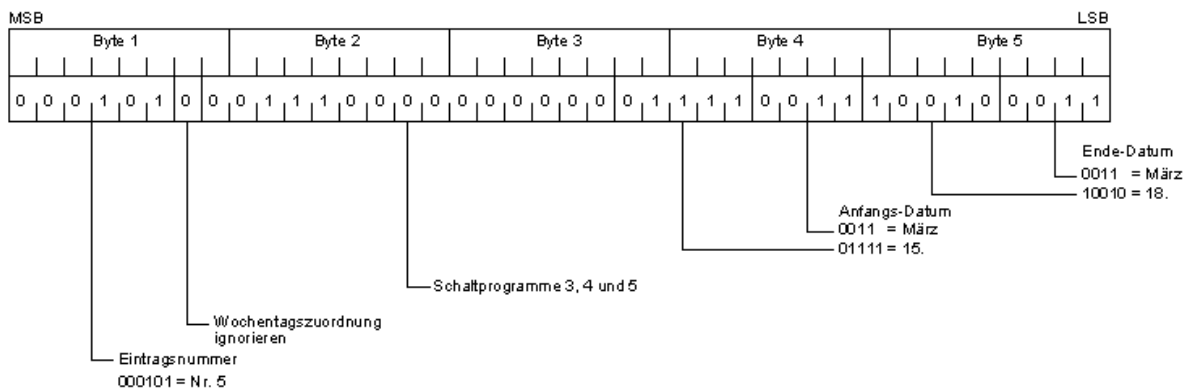 MSB LSB
Byte 1 Byte 2 Byte 3 Byte 4 Byte 5
0 0 0 1 0 1 0 0 0 1 1 1 0 0 0 0 0 0 0 0 0 0 0 1 1 1 1 0 0 1 1 1 0 0 1 0 0 0 1 1
Ende-Datum
0011 = März
10010 = 18.
Anfangs-Datum
0011 = März
01111 = 15.
Schaltprogramme 3, 4 und 5
Wochentagszuordnung
ignorieren
Eintragsnummer
000101 = Nr. 5